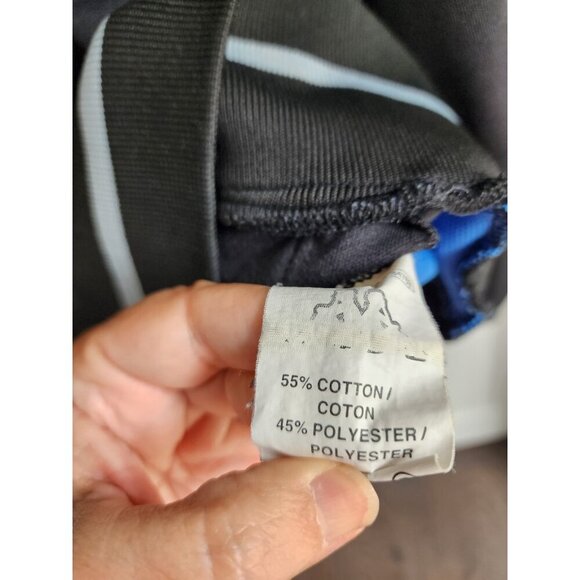 55% COTTON /
COTON
45% POLYESTER /
POLYESTER